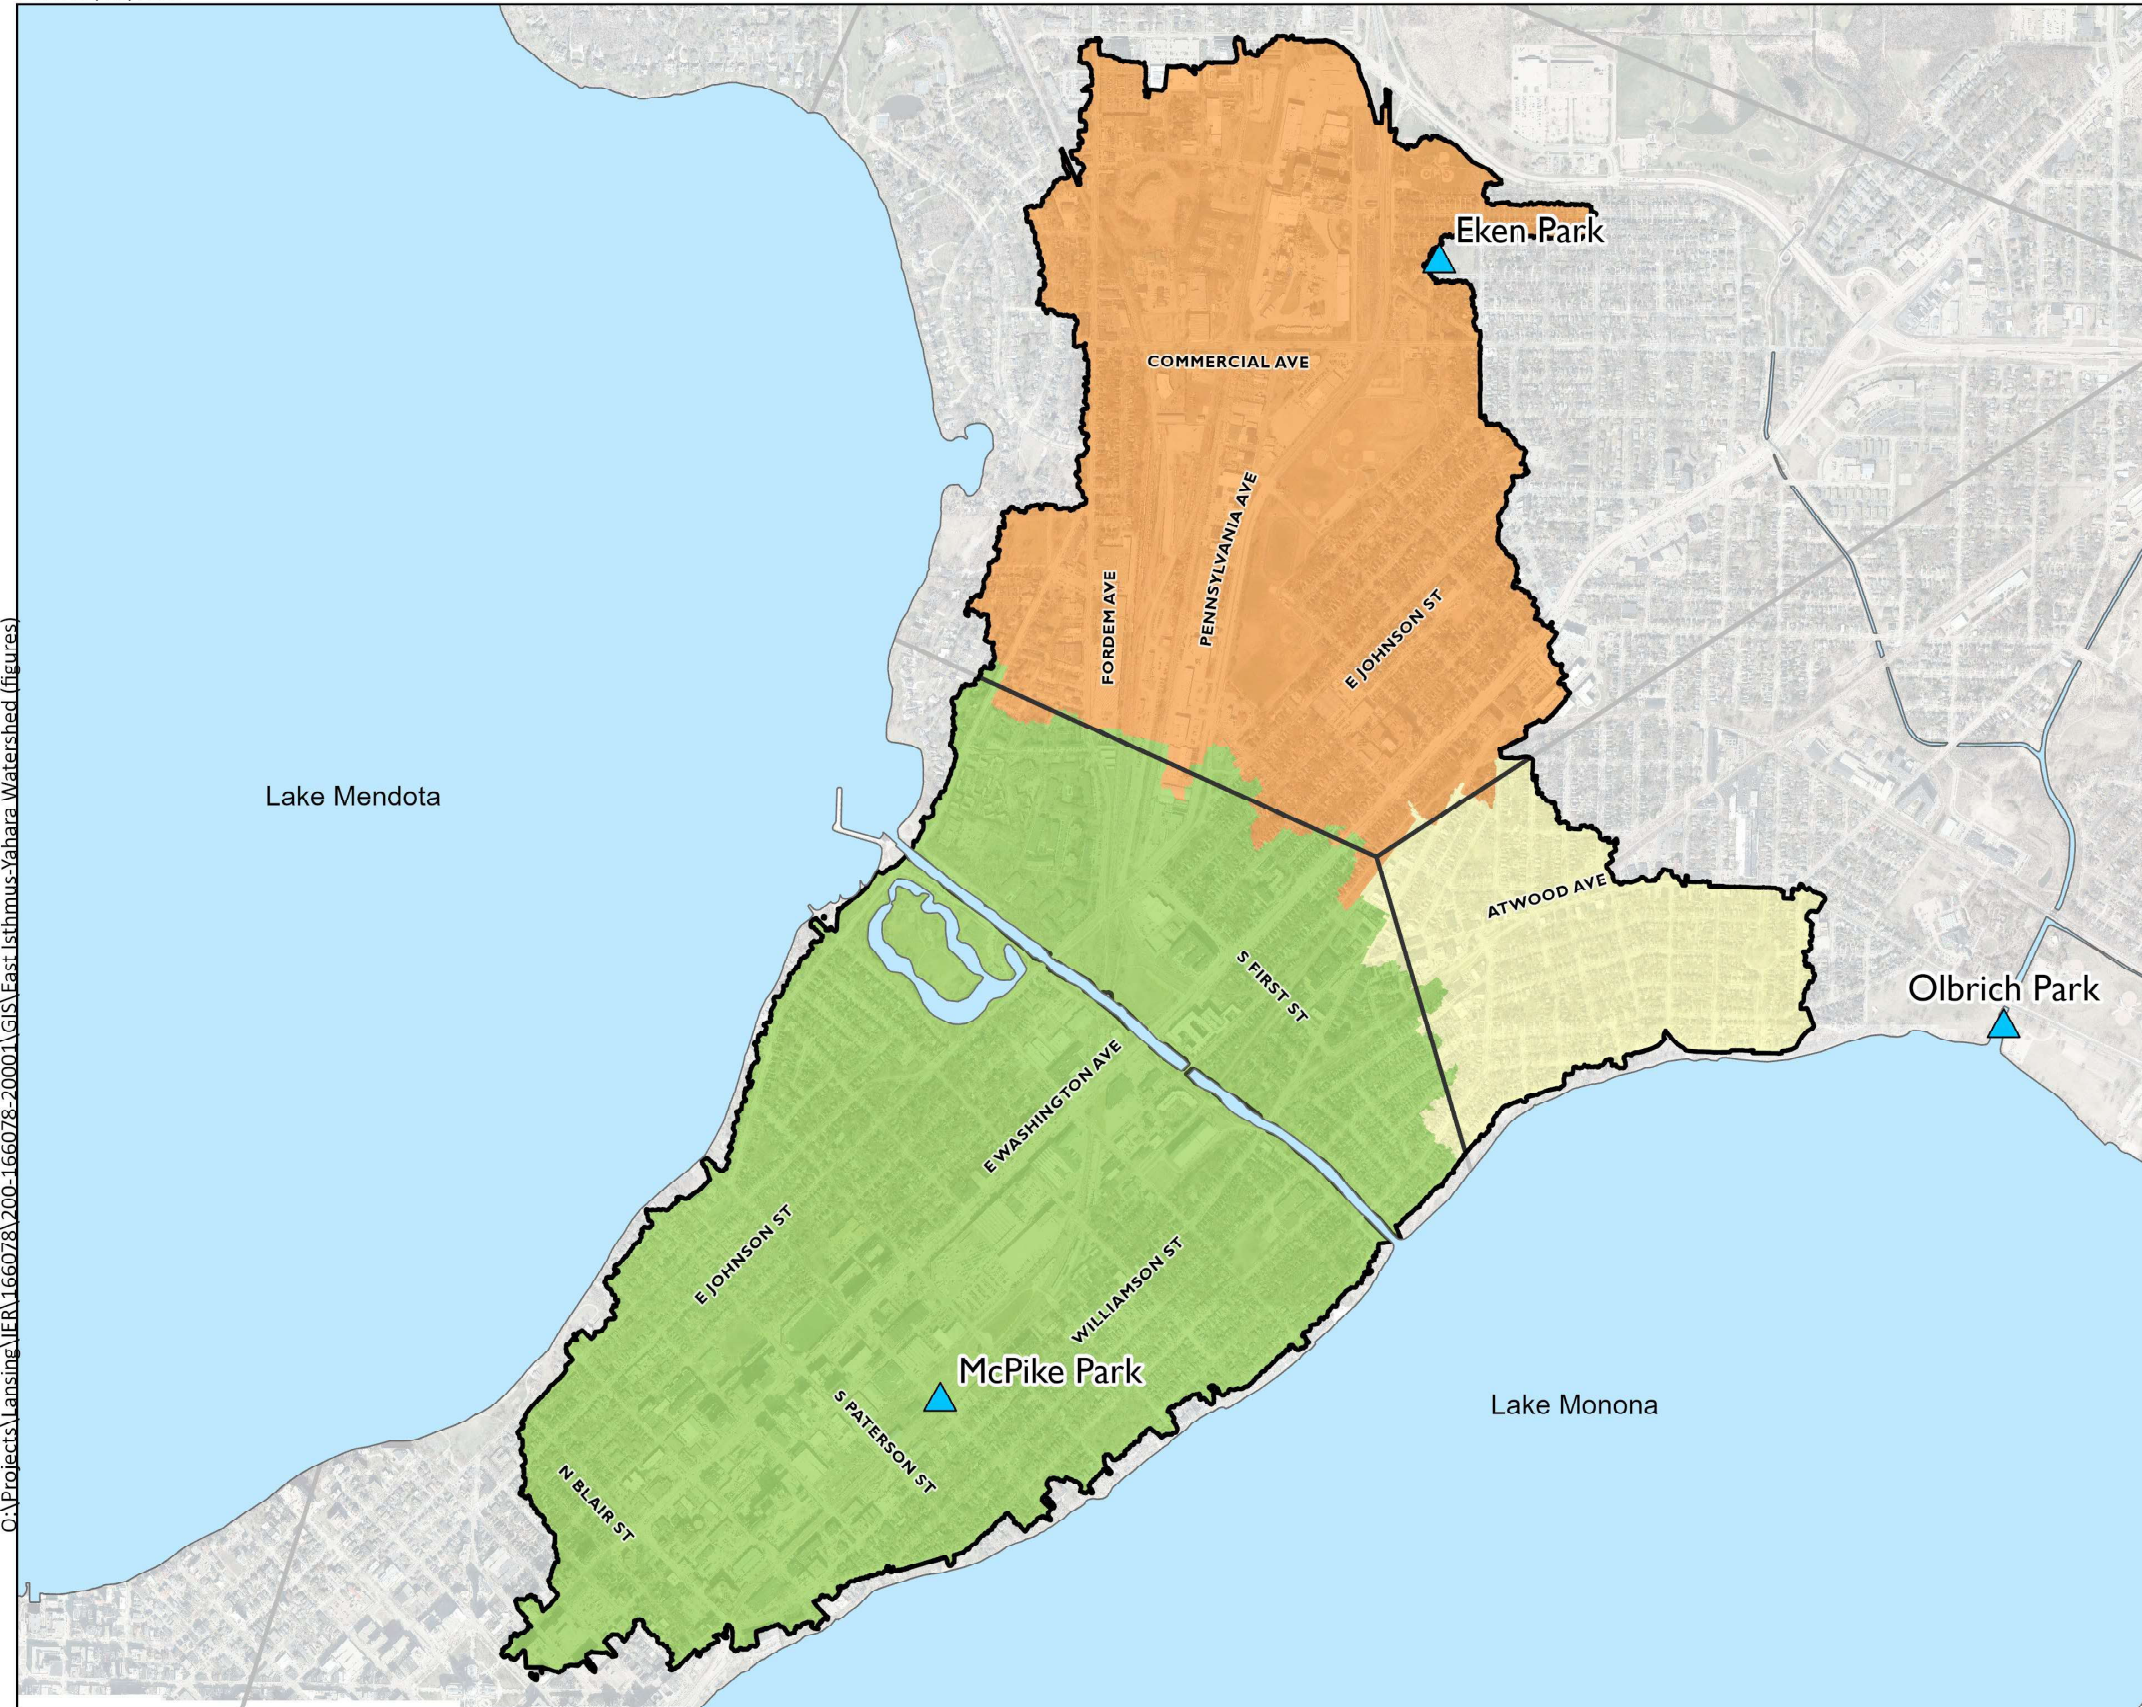 Eken Park
COMMERCIAL AVE
PENNSYLVANIA AVE
FORDEM AVE
E JOHNSON ST
Lake Mendota
ATWOOD AVE
S FIRST ST
Olbrich Park
E WASHINGTON AVE
E JOHNSON ST
WILLIAMSON ST
McPike Park
S PATERSON ST
Lake Monona
N BLAIR ST
C:\Projects\Lansing\IER\166078\200-166078-20001\GIS\East Isthmus-Yahara Watershed (figures)